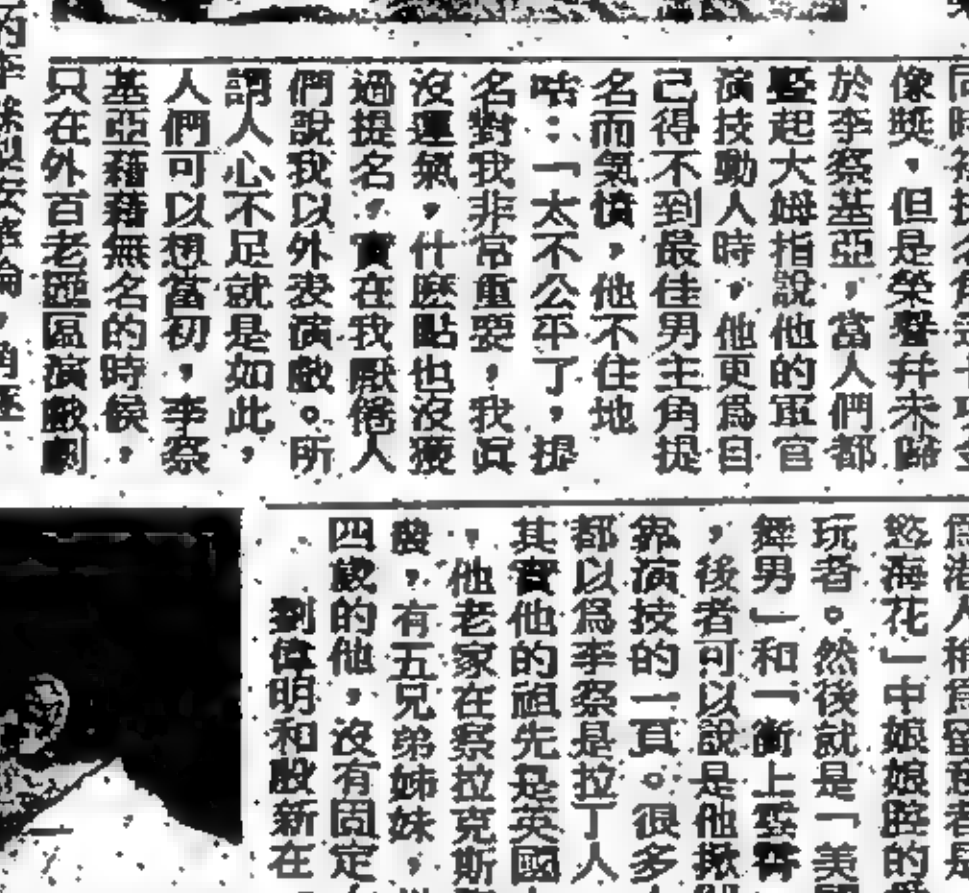 像獎，但是榮譽幷未歸
於李察基亞，當人們都
起大姆指說他的軍官
演技動人時，他更爲自
己得不到最佳男主角提
名而氣憤，他不住地
：「太不公平了，提
名對我非常重要，我眞
沒運氣，什麽點也沒獲
過提名，實在我厭倦人
們說我以外表演戲。所
謂人心不足就是如此，
人們可以想當初，李察
基亞藉藉無名的時候，
只在外百老匯區演戲劇
慾海花」中娘娘腔的
玩者。然後就是「美
舞男」和「
，後者可以說是他掀
靠演技的一頁。很多
都以爲李察是拉丁人
其實他的祖先是英國
，他老家在察拉克斯
農，有五兄弟姊妹，
四歲的他，沒有固定
劉偉明和殷新在